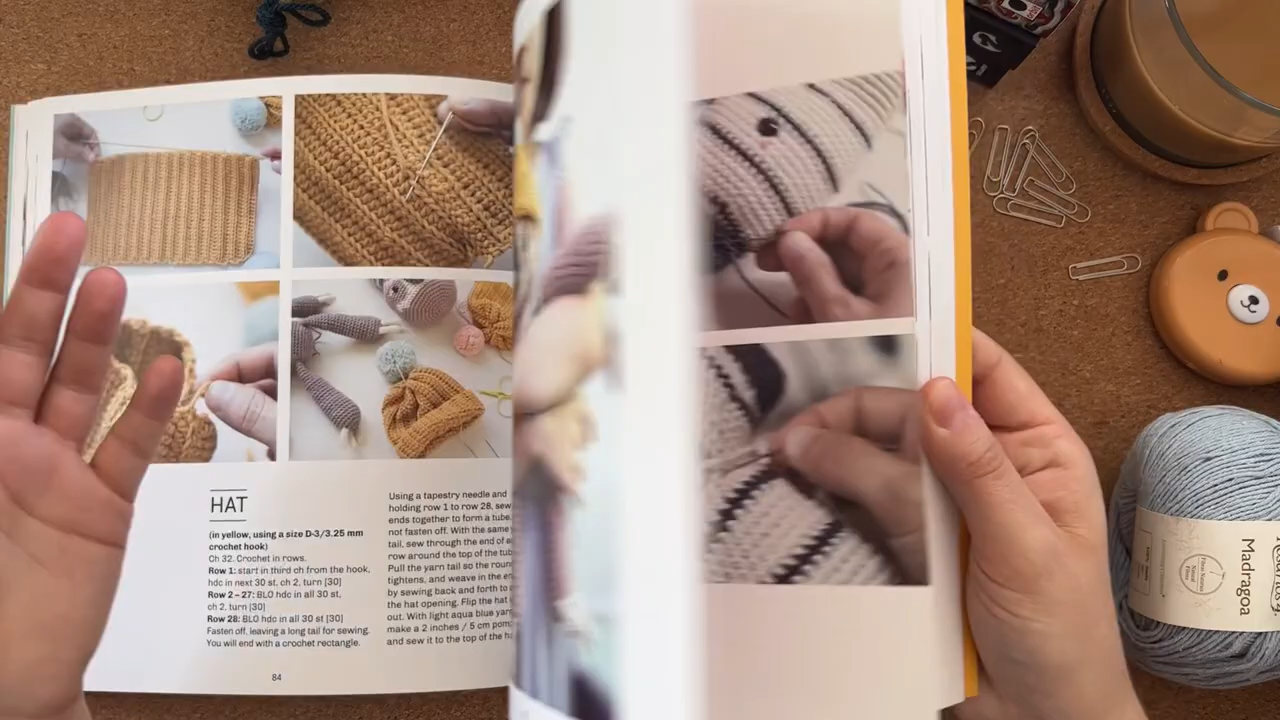 HAT
(in yellow, using a size D-3/3.25 mm
crochet hook)
Ch 32. Crochet in rows.
Row 1: start in third ch from the hook,
hdc in next 30 st, ch 2, turn [30]
Row 2 – 27: BLO hdc in all 30 st,
ch 2, turn [30]
Row 28: BLO hdc in all 30 st [30]
Fasten off, leaving a long tail for sewing.
You will end with a crochet rectangle.
Using a tapestry needle and
holding row 1 to row 28, sew
ends together to form a tube.
not fasten off. With the same
tail, sew through the end of
row around the top of the
Pull the yarn tail so the
tightens, and weave in the
by sewing back and forth to
the hat opening. Flip the hat
out. With light aqua blue
make a 2 inches / 5 cm
and sew it to the top of the
84
Madragoa